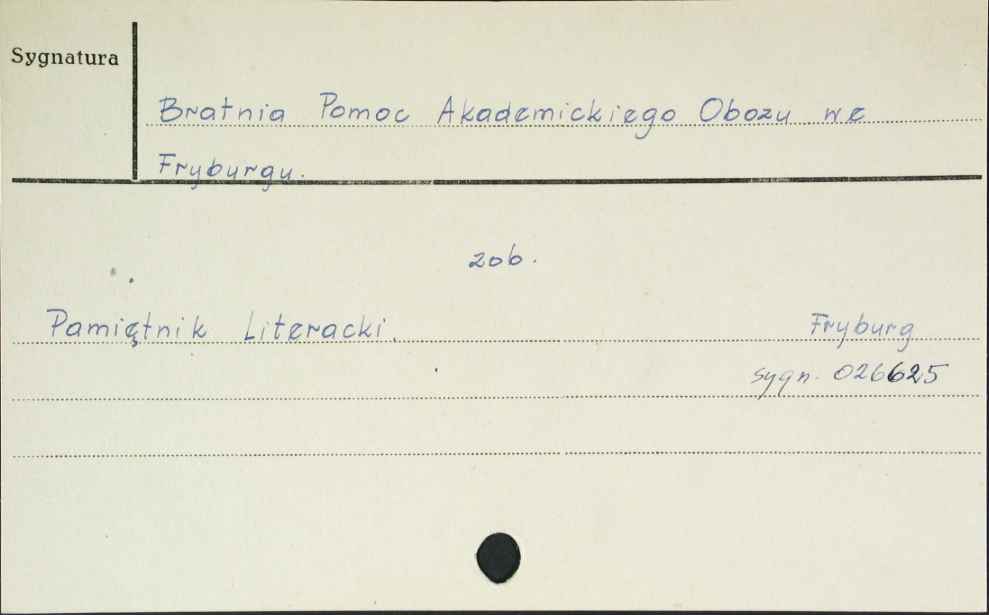 Sygnatura
Bratnia Pomoc Akademickiego Obozu we
Fryburgu.
zob.
Pamiętnik Literacki. Fryburg
sygn. 026625